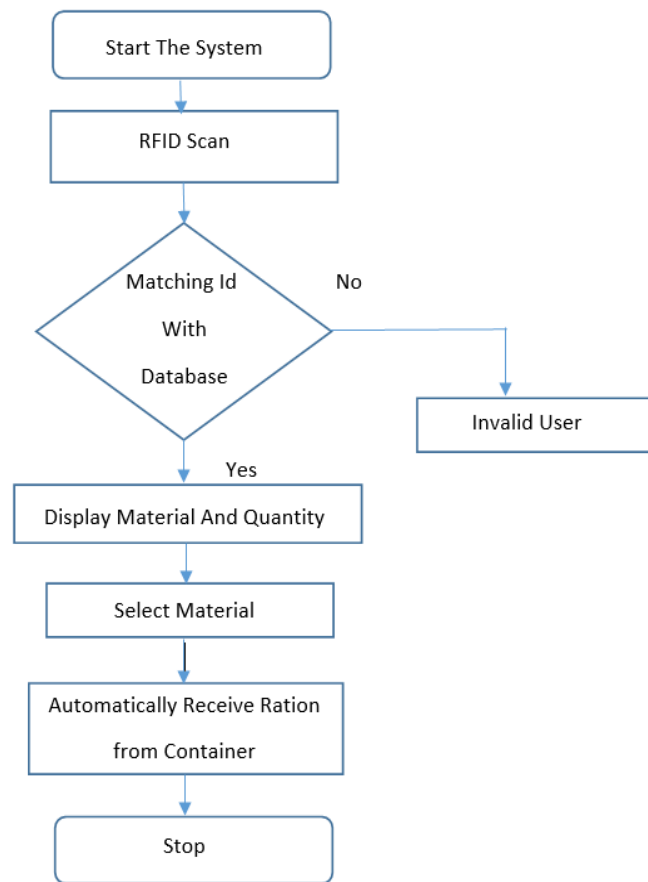 Start The System
RFID Scan
Matching Id
With
Database
No
Invalid User
Yes
Display Material And Quantity
Select Material
Automatically Receive Ration
from Container
Stop